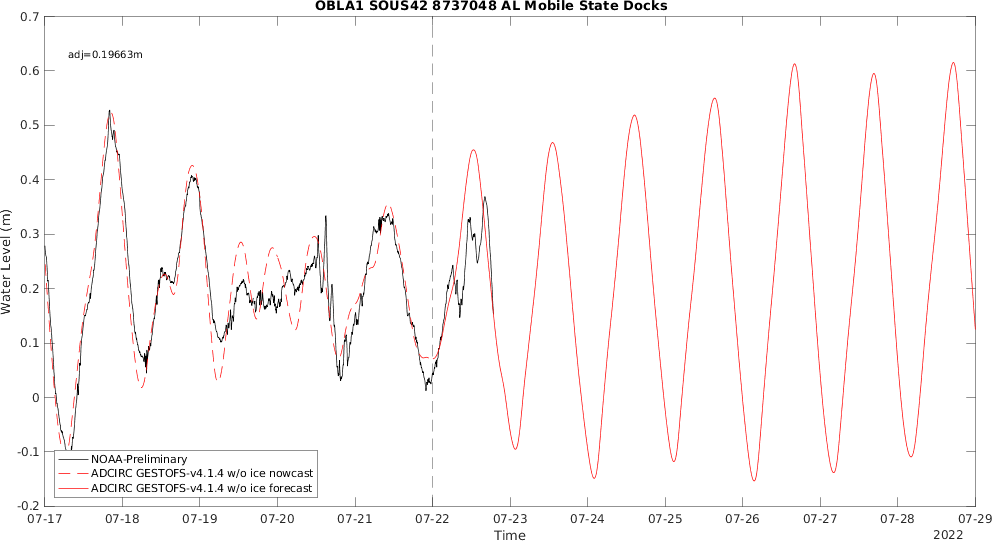 OBLA1 SOUS42 8737048 AL Mobile State Docks
0.7
0.6
0.5
0.4
0.3
0.2
0.1
0
-0.1
-0.2
Water Level (m)
adj=0.19663m
NOAA-Preliminary
ADCIRC GESTOFS-v4.1.4 w/o ice nowcast
ADCIRC GESTOFS-v4.1.4 w/o ice forecast
07-17 07-18 07-19 07-20 07-21 07-22 07-23 07-24 07-25 07-26 07-27 07-28 07-29
Time
2022